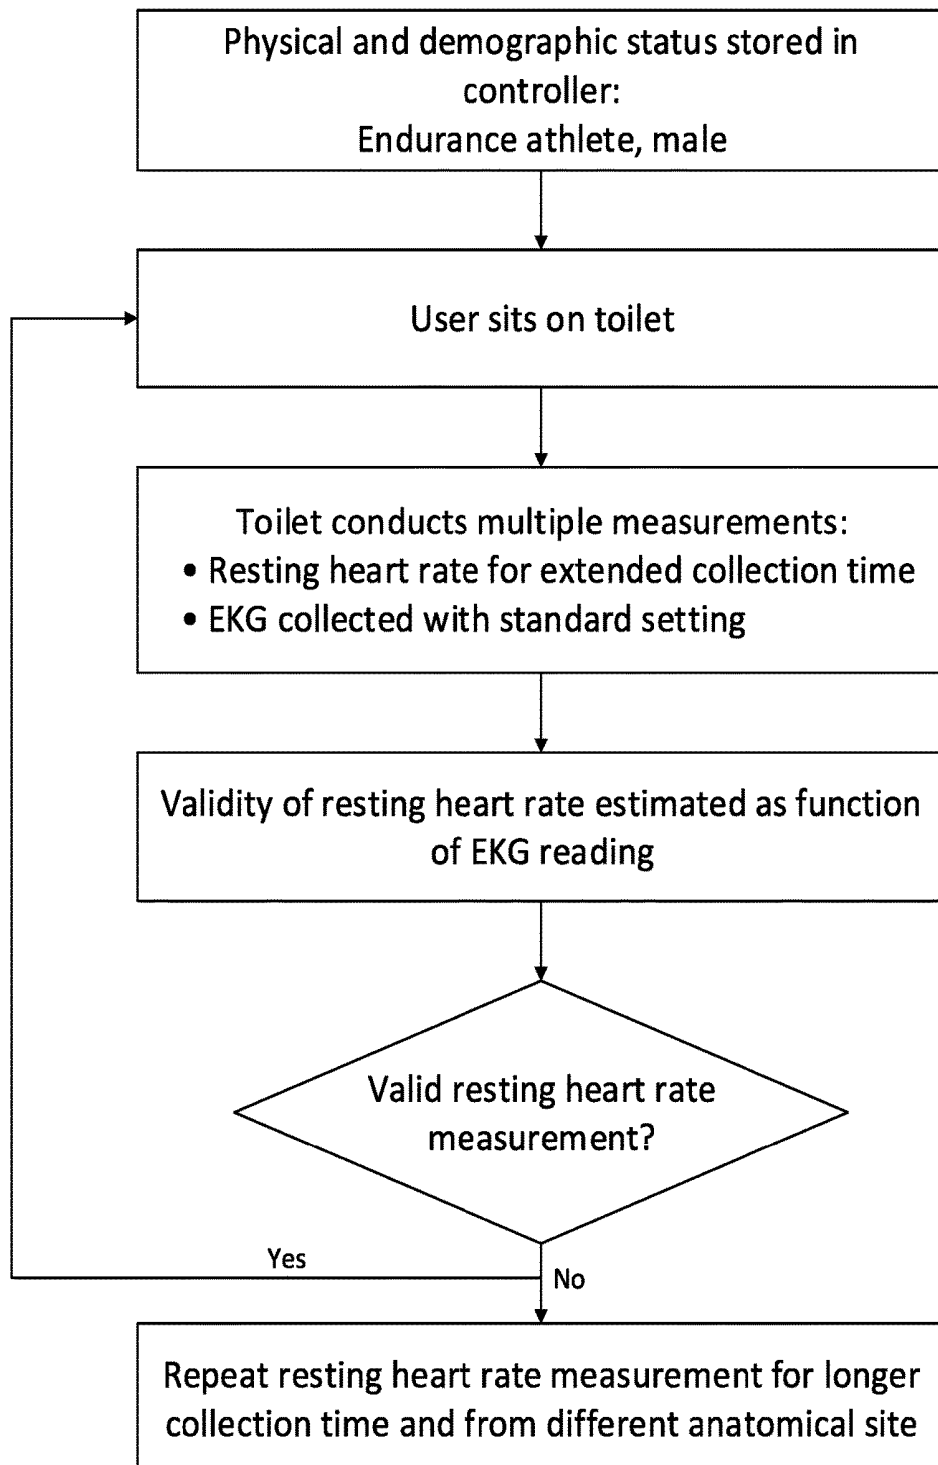 Physical and demographic status stored in
controller:
Endurance athlete, male
User sits on toilet
Toilet conducts multiple measurements:
• Resting heart rate for extended collection time
• EKG collected with standard setting
Validity of resting heart rate estimated as function
of EKG reading
Valid resting heart rate
measurement?
Yes
No
Repeat resting heart rate measurement for longer
collection time and from different anatomical site